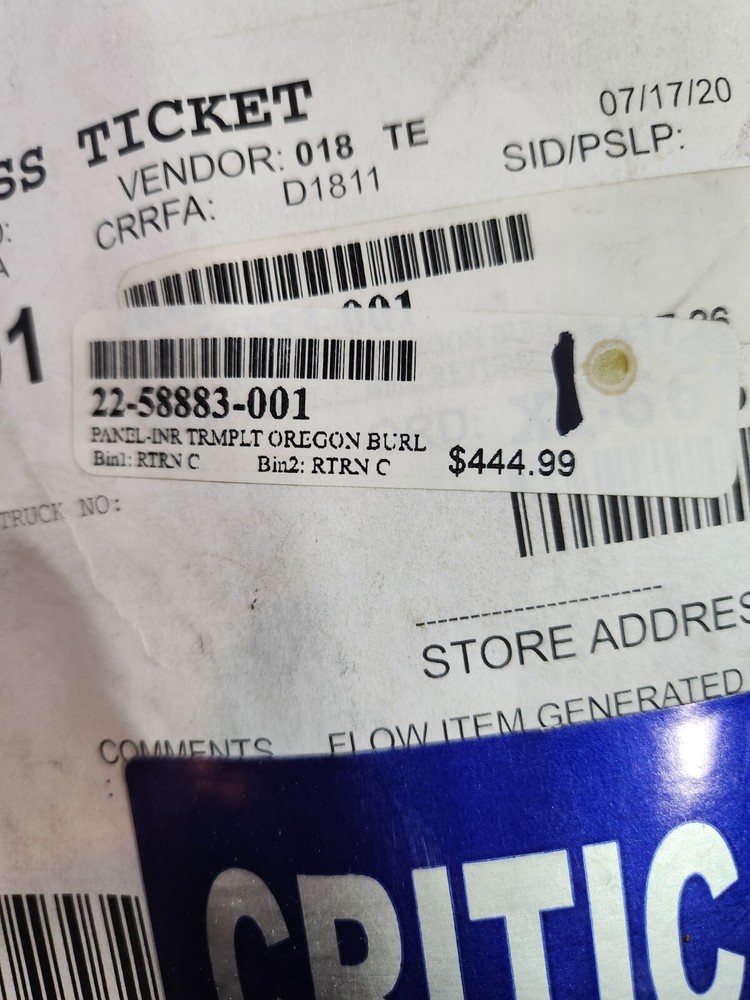 SS TICKET
07/17/20
VENDOR: 018 TE
SID/PSLP:
CRRFA: D1811
001
1
22-58883-001
PANEL-INR TRMPLT OREGON BURL
Bin1: RTRN C Bin2: RTRN C $444.99
TRUCK NO:
STORE ADDRES
COMMENTS FLOW ITEM GENERATED
CRITIC